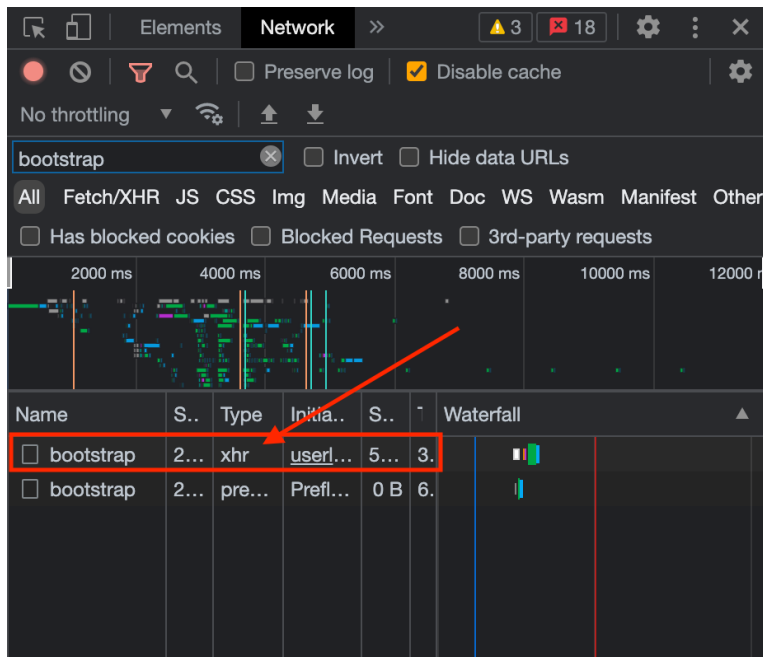 Elements Network » 3 18
Preserve log Disable cache
No throttling
bootstrap Invert Hide data URLs
All Fetch/XHR JS CSS Img Media Font Doc WS Wasm Manifest Other
Has blocked cookies Blocked Requests 3rd-party requests
2000 ms 4000 ms 6000 ms 8000 ms 10000 ms 12000
Name S.. Type Initia.. S.. Waterfall
bootstrap 2... xhr userl... 5... 3.
bootstrap 2... pre... Prefl... 0 B 6.